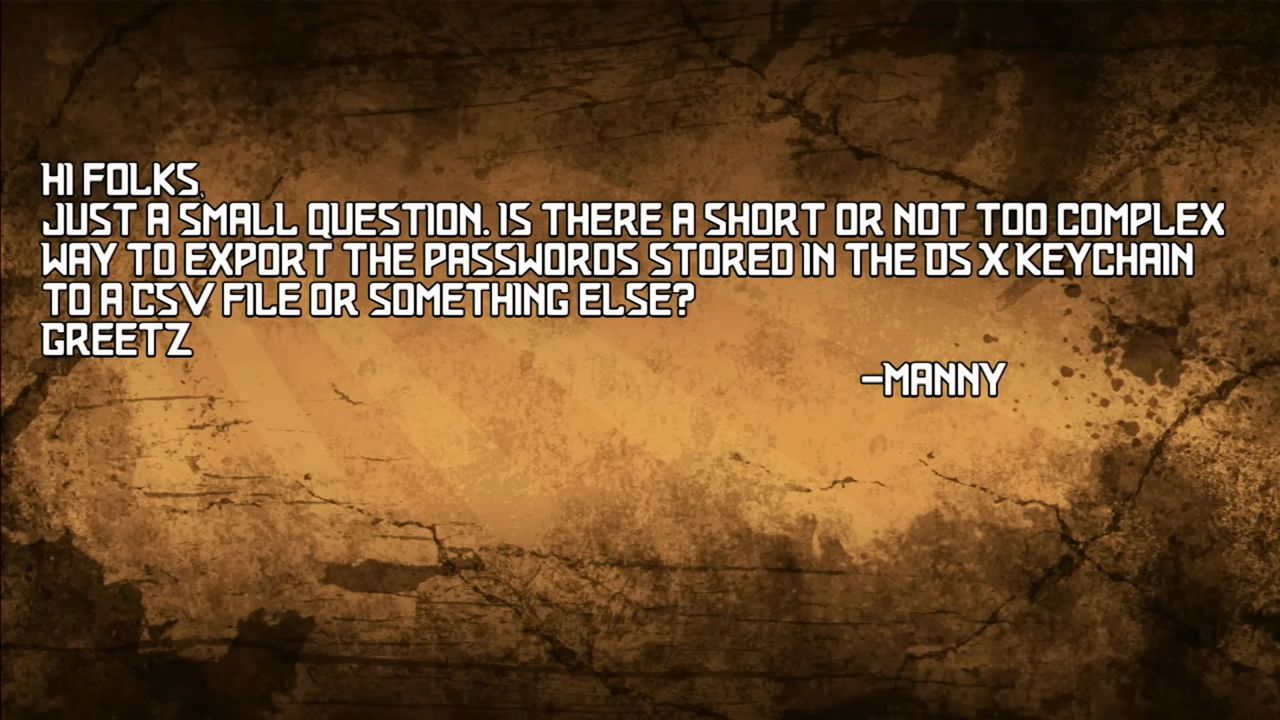 HI FOLKS,
JUST A SMALL QUESTION. IS THERE A SHORT OR NOT TOO COMPLEX
WAY TO EXPORT THE PASSWORDS STORED IN THE OS X KEYCHAIN
TO A CSV FILE OR SOMETHING ELSE?
GREETZ
-MANNY